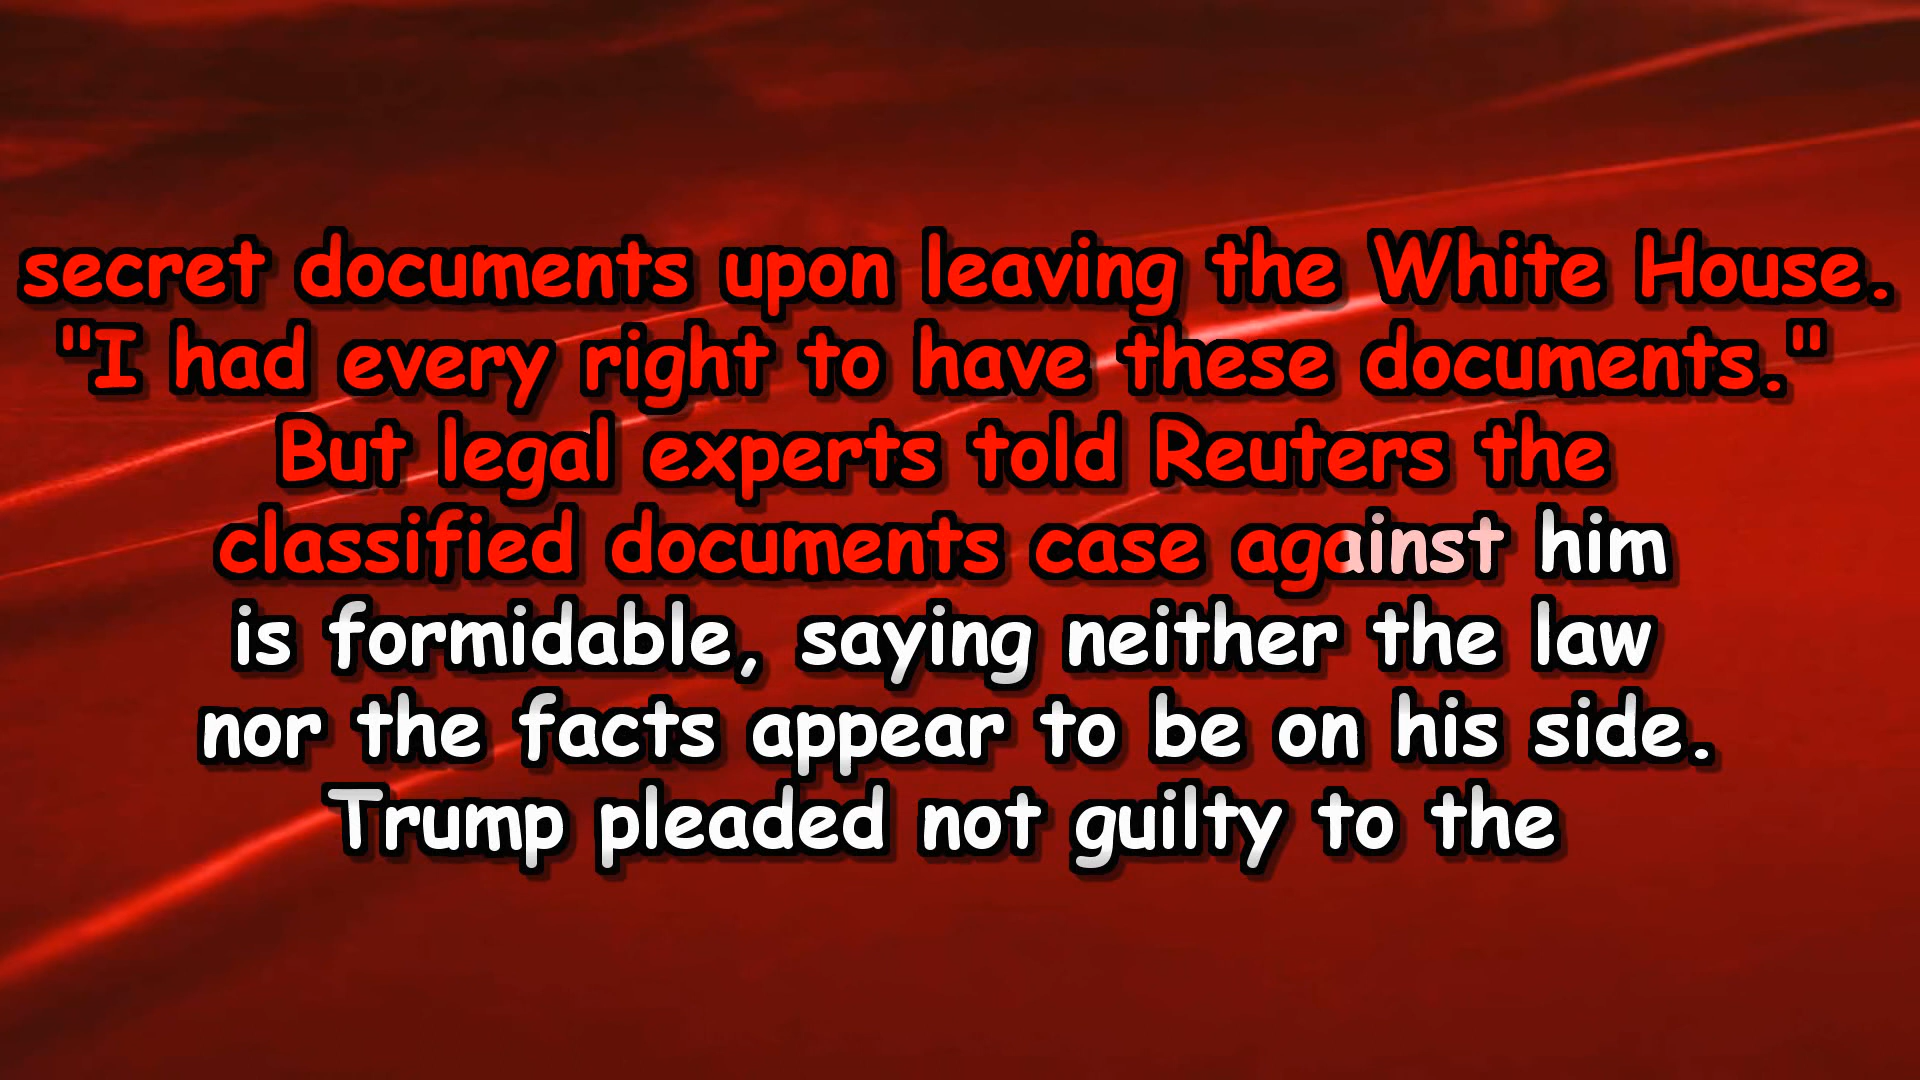 secret documents upon leaving the White House.
"I had every right to have these documents."
But legal experts told Reuters the
classified documents case against him
is formidable, saying neither the law
nor the facts appear to be on his side.
Trump pleaded not guilty to the